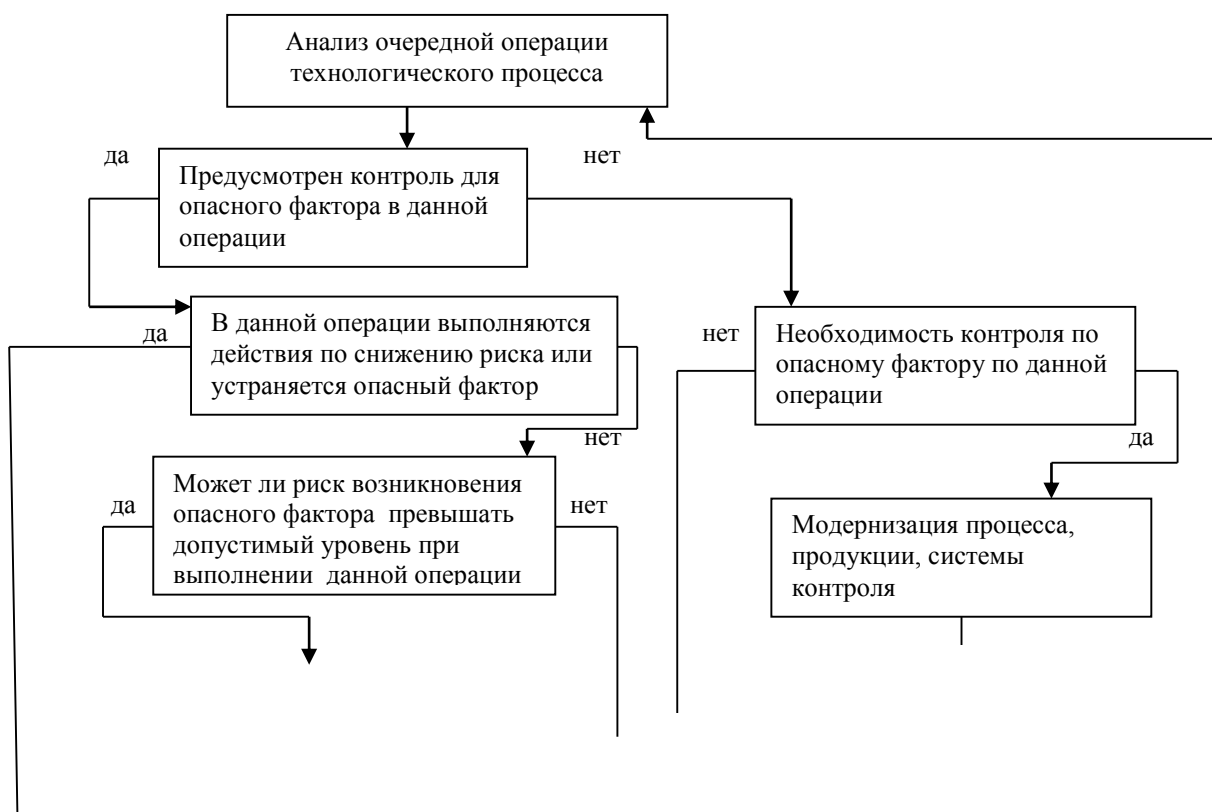 Анализ очередной операции
технологического процесса
да
нет
Предусмотрен контроль для
опасного фактора в данной
операции
да
В данной операции выполняются
действия по снижению риска или
устраняется опасный фактор
нет
Необходимость контроля по
опасному фактору по данной
операции
нет
да
да
Может ли риск возникновения
опасного фактора превышать
допустимый уровень при
выполнении данной операции
нет
Модернизация процесса,
продукции, системы
контроля